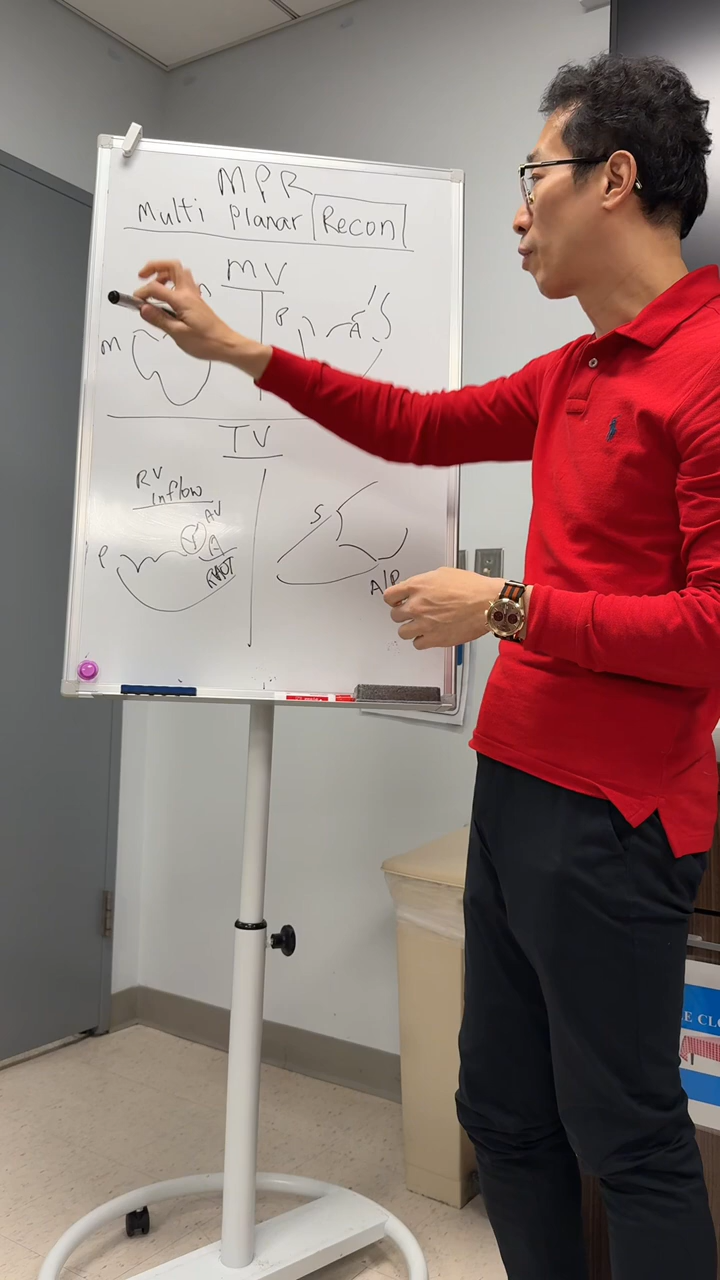 MPR
Multi Planar Recon
MV
m
P
A
TV
RV
inflow
AV
P
A
RVOT
S
A/P